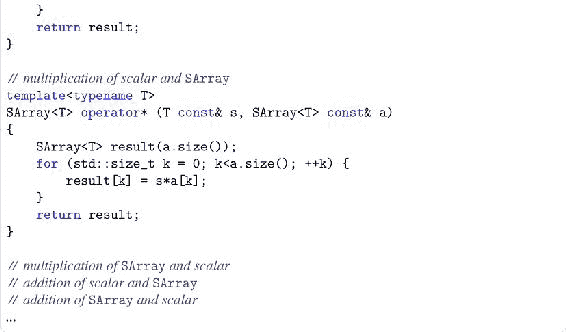 }
    return result;
}

// multiplication of scalar and SArray
template<typename T>
SArray<T> operator* (T const& s, SArray<T> const& a)
{
    SArray<T> result(a.size());
    for (std::size_t k = 0; k<a.size(); ++k) {
        result[k] = s*a[k];
    }
    return result;
}

// multiplication of SArray and scalar
// addition of scalar and SArray
// addition of SArray and scalar
...